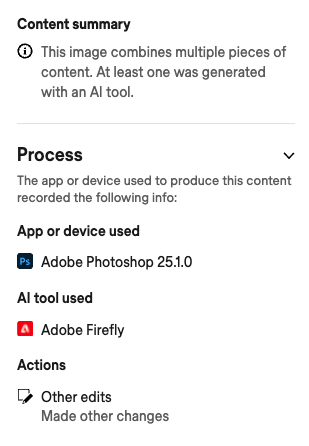 Content summary
This image combines multiple pieces of
content. At least one was generated
with an AI tool.
Process
The app or device used to produce this content
recorded the following info:
App or device used
Ps Adobe Photoshop 25.1.0
AI tool used
Adobe Firefly
Actions
Other edits
Made other changes